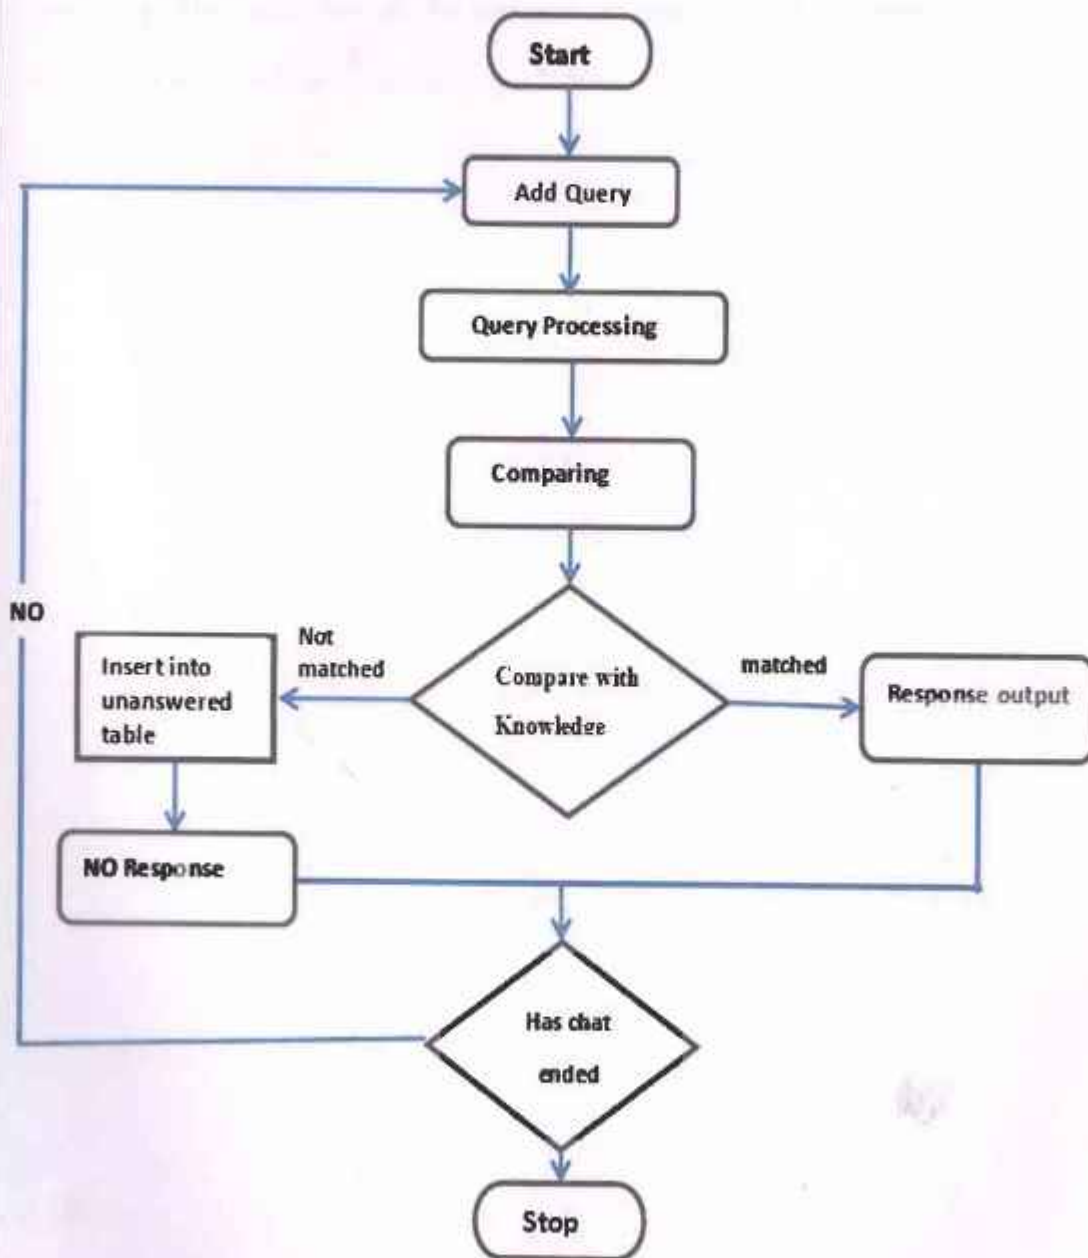 Start
Add Query
Query Processing
Comparing
NO
Not
matched
Insert into
unanswered
table
Compare with
Knowledge
matched
Response output
NO Response
Has chat
ended
Stop